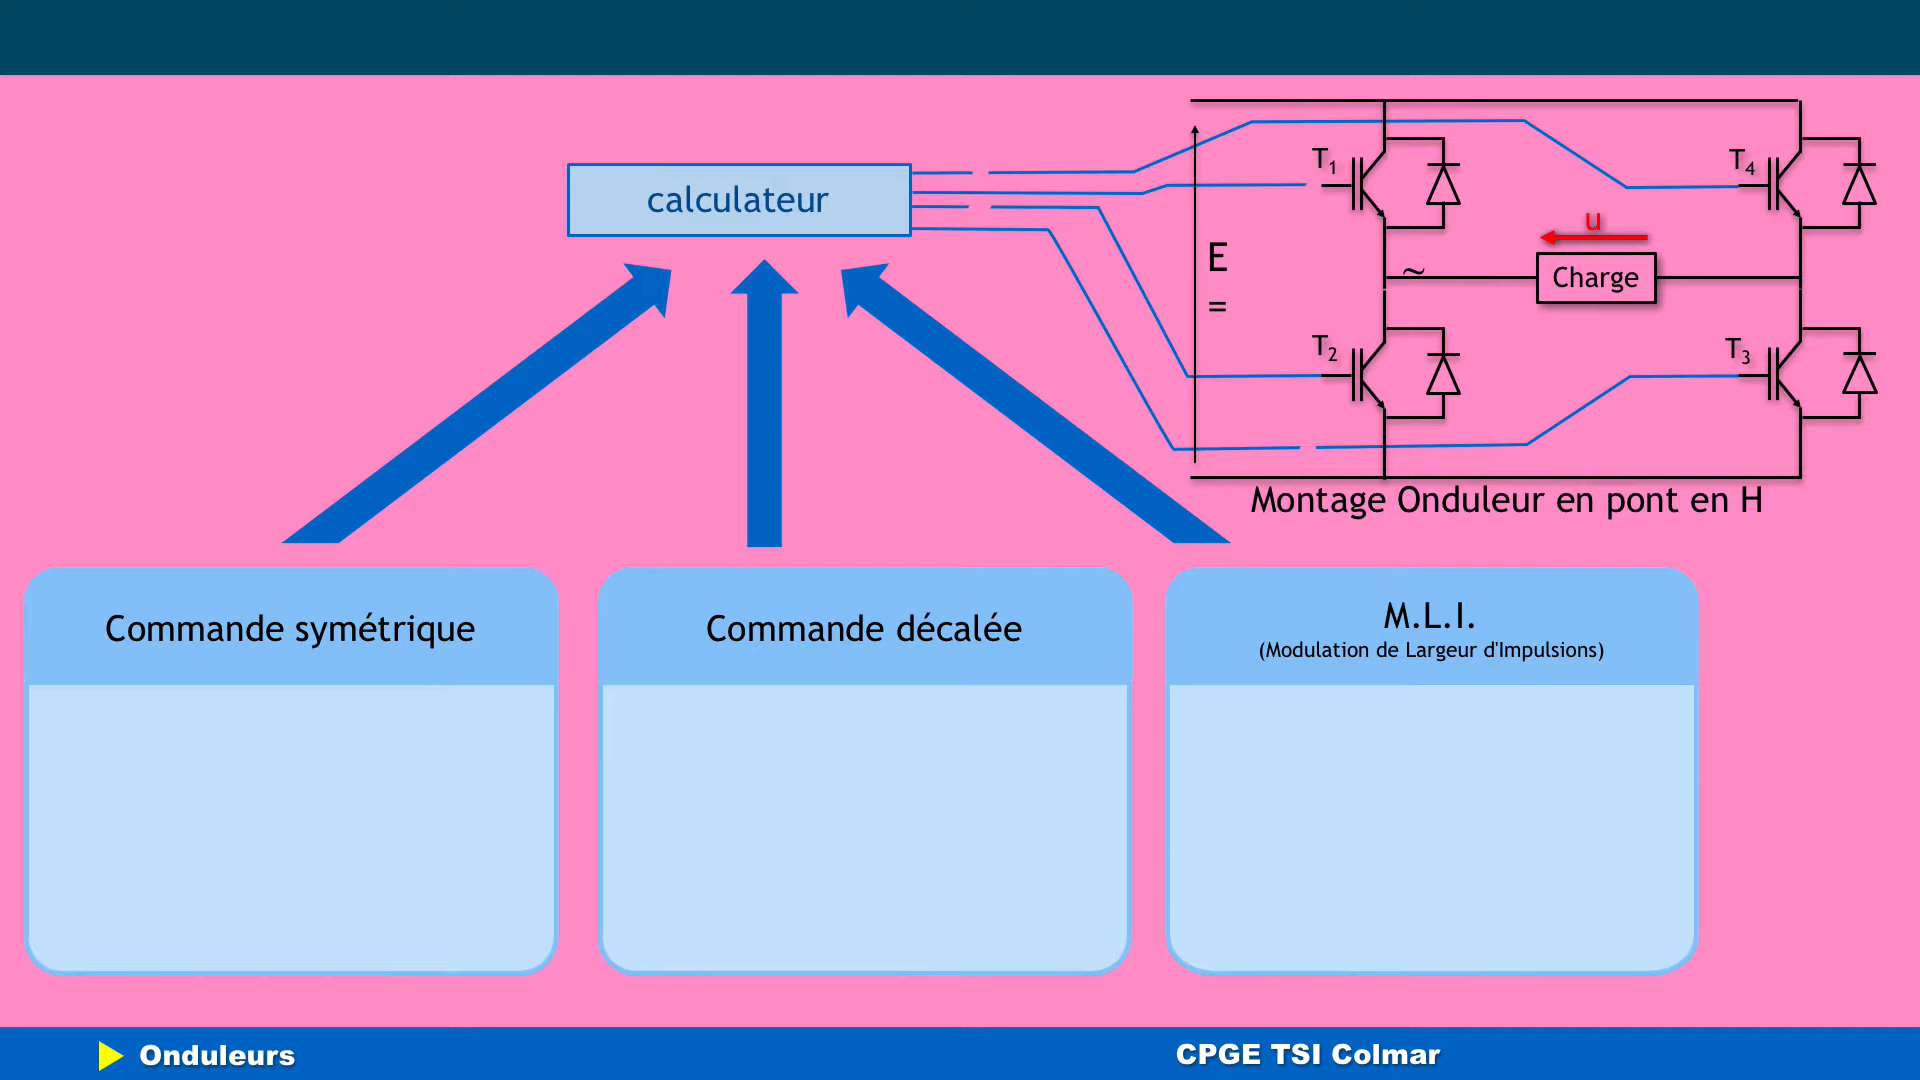 calculateur
T1
T4
u
E
=
~
Charge
T2
T3
Montage Onduleur en pont en H
Commande symétrique
Commande décalée
M.L.I.
(Modulation de Largeur d'Impulsions)
Onduleurs
CPGE TSI Colmar